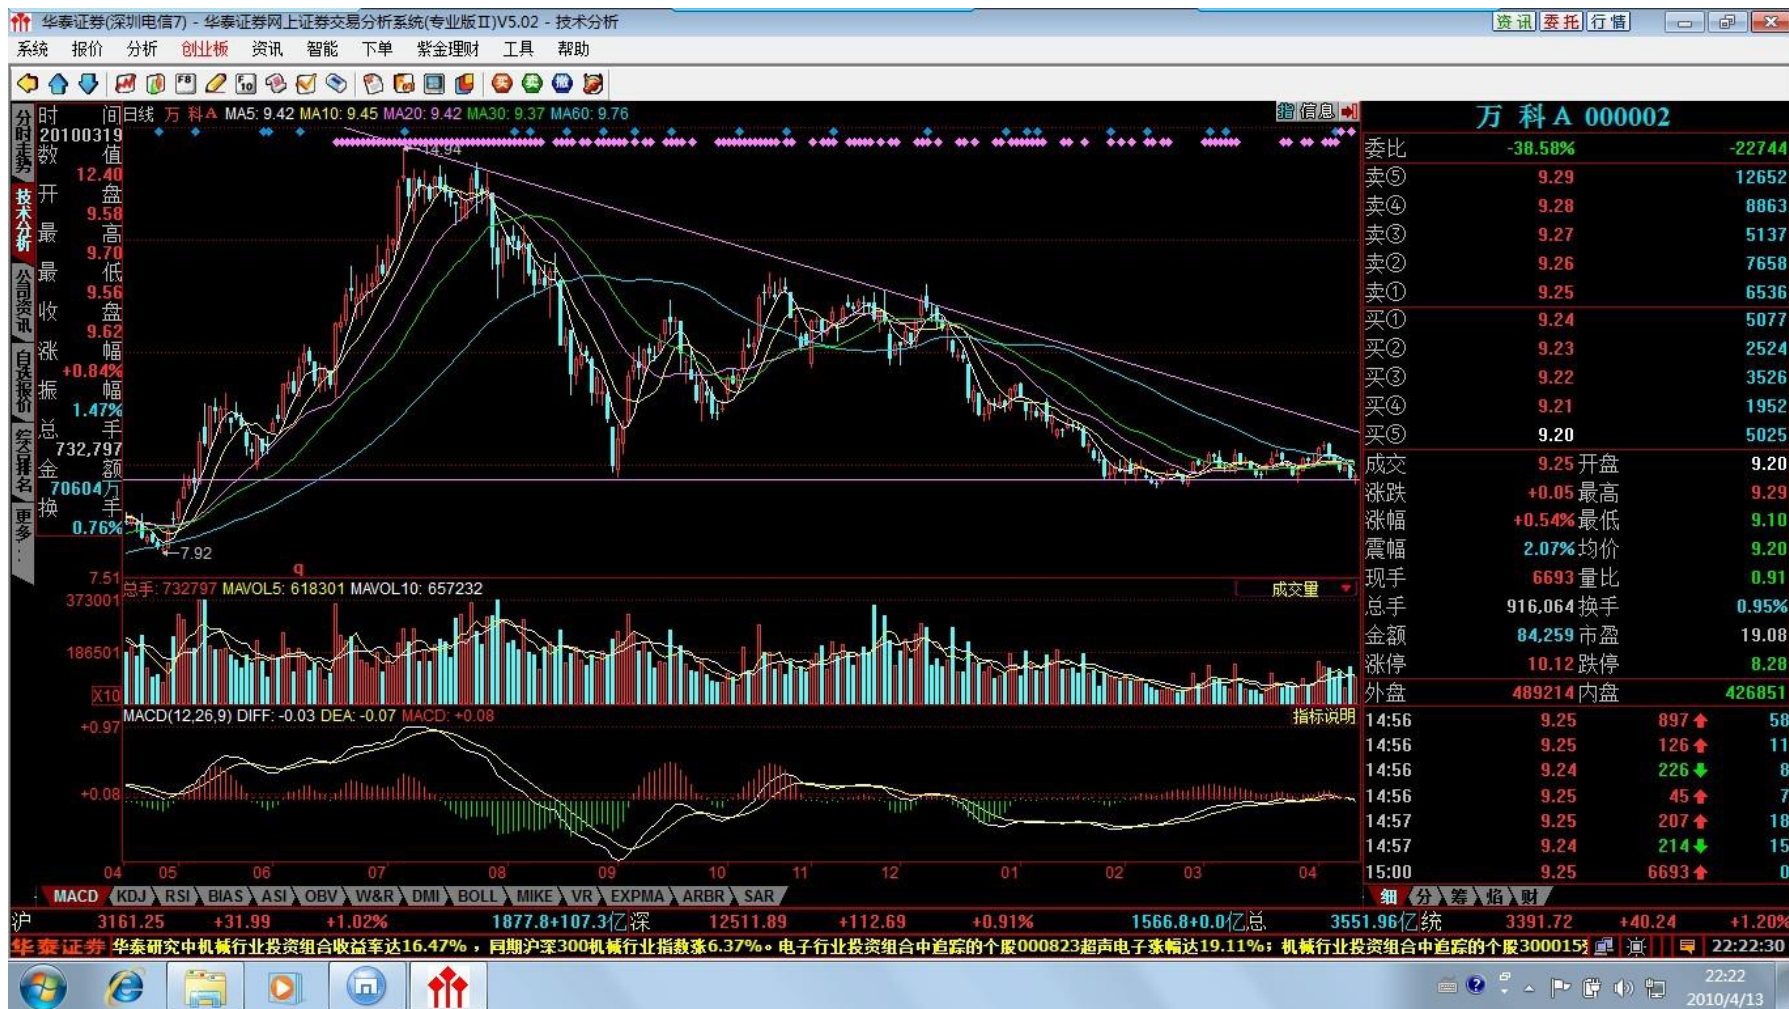 华泰证券(深圳电信7) - 华泰证券网上证券交易分析系统(专业版Ⅱ)V5.02 - 技术分析
资讯 委托 行情
系统 报价 分析 创业板 资讯 智能 下单 紫金理财 工具 帮助
分时走势
技术分析
公司资讯
自选报价
综合排名
更多...
时间
20100319
数值
12.40
开盘
9.58
最高
9.70
最低
9.56
收盘
9.62
涨幅
+0.84%
振幅
1.47%
总手
732,797
金额
70604万
换手
0.76%
日线 万 科A MA5: 9.42 MA10: 9.45 MA20: 9.42 MA30: 9.37 MA60: 9.76
指 信息
14.94
7.92
q
7.51
总手: 732797 MAVOL5: 618301 MAVOL10: 657232
成交量
373001
186501
X10
MACD(12,26,9) DIFF: -0.03 DEA: -0.07 MACD: +0.08
指标说明
+0.97
+0.08
04 05 06 07 08 09 10 11 12 01 02 03 04
MACD KDJ RSI BIAS ASI OBV W&R DMI BOLL MIKE VR EXPMA ARBR SAR
万 科A 000002
委比 -38.58% -22744
卖⑤ 9.29 12652
卖④ 9.28 8863
卖③ 9.27 5137
卖② 9.26 7658
卖① 9.25 6536
买① 9.24 5077
买② 9.23 2524
买③ 9.22 3526
买④ 9.21 1952
买⑤ 9.20 5025
成交 9.25 开盘 9.20
涨跌 +0.05 最高 9.29
涨幅 +0.54% 最低 9.10
震幅 2.07% 均价 9.20
现手 6693 量比 0.91
总手 916,064 换手 0.95%
金额 84,259 市盈 19.08
涨停 10.12 跌停 8.28
外盘 489214 内盘 426851
14:56 9.25 897 58
14:56 9.25 126 11
14:56 9.24 226 8
14:56 9.25 45 7
14:57 9.25 207 18
14:57 9.24 214 15
15:00 9.25 6693 0
细 分 筹 焰 财
沪 3161.25 +31.99 +1.02% 1877.8+107.3亿 深 12511.89 +112.69 +0.91% 1566.8+0.0亿 总 3551.96亿 统 3391.72 +40.24 +1.20%
华泰证券 华泰研究中机械行业投资组合收益率达16.47%，同期沪深300机械行业指数涨6.37%。电子行业投资组合中追踪的个股000823超声电子涨幅达19.11%；机械行业投资组合中追踪的个股300015 22:22:30
22:22
2010/4/13